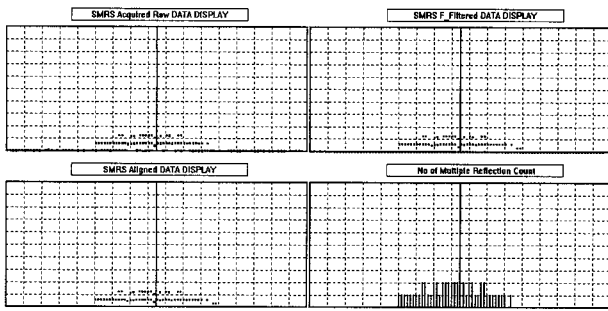 SMRS Acquired Raw DATA DISPLAY
SMRS F_Filtered DATA DISPLAY
SMRS Aligned DATA DISPLAY
No of Multiple Reflection Count